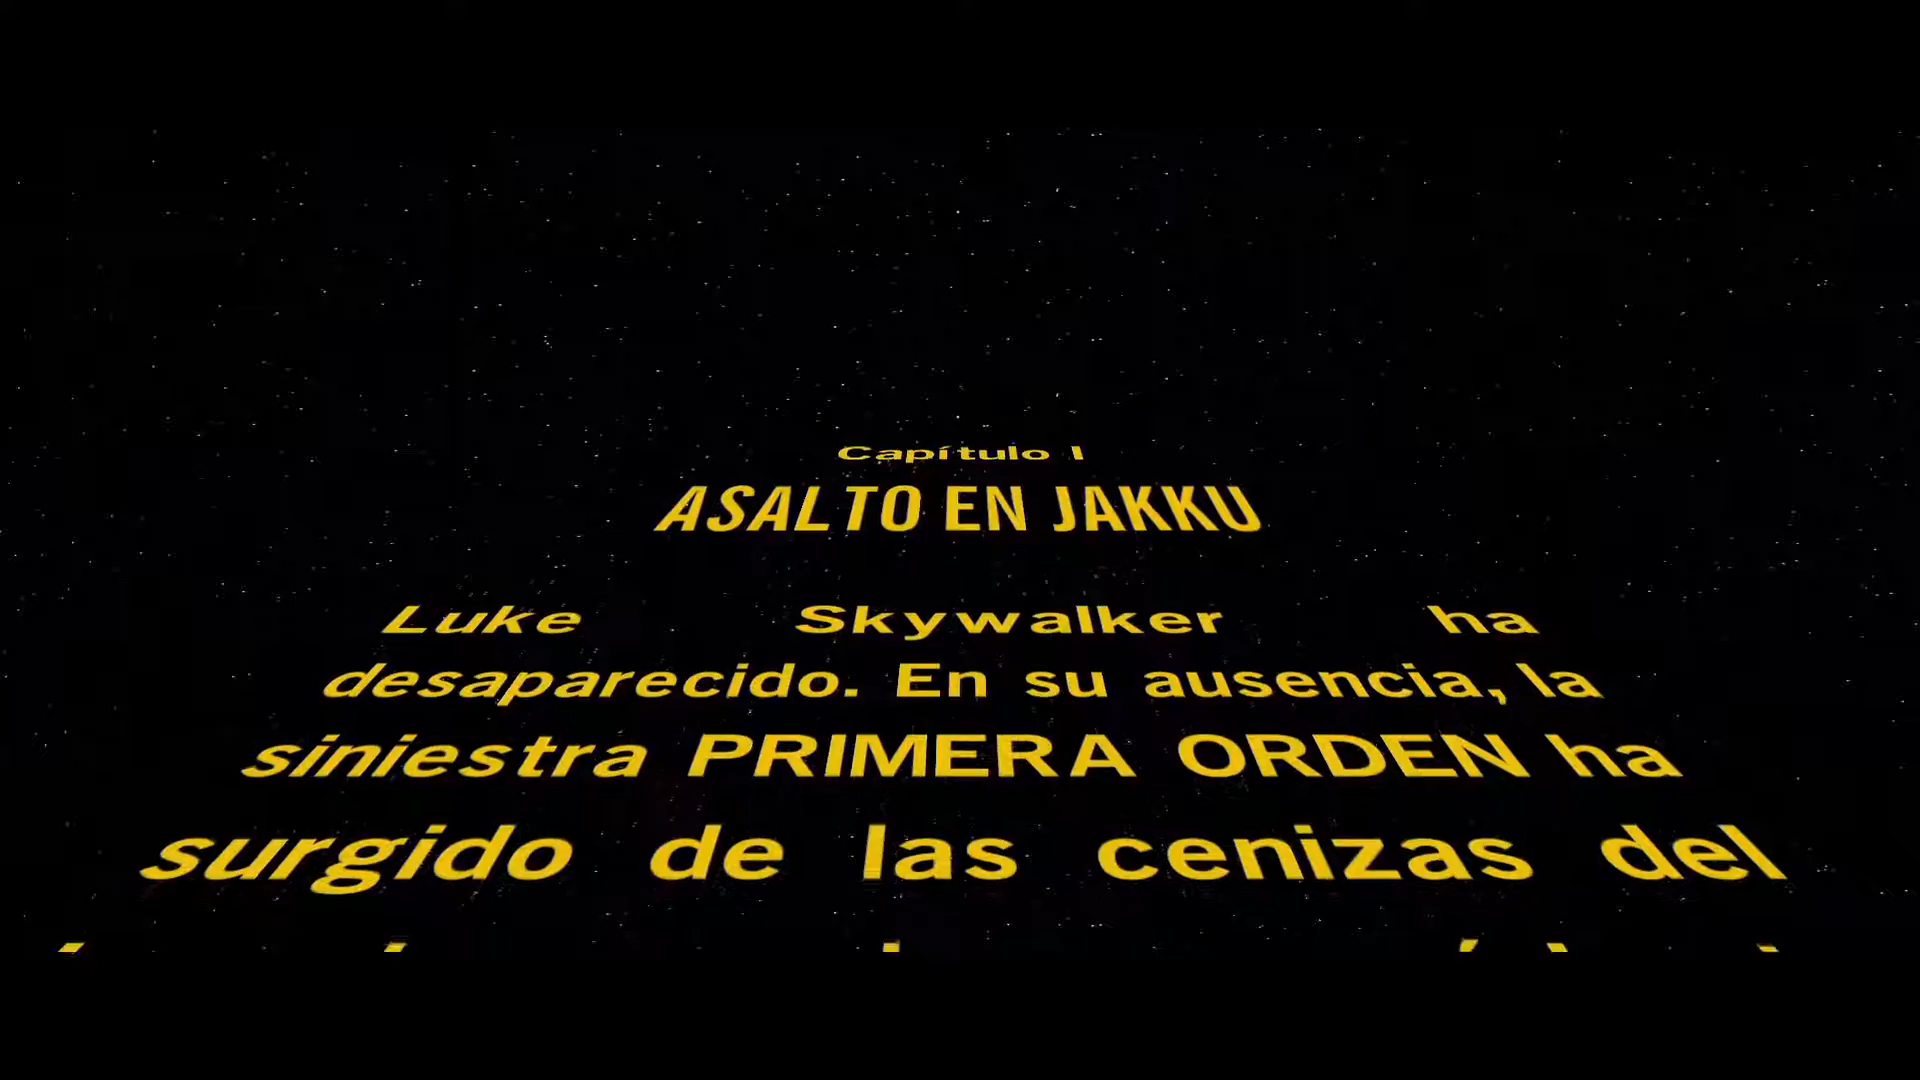 Capítulo I
ASALTO EN JAKKU
Luke Skywalker ha
desaparecido. En su ausencia, la
siniestra PRIMERA ORDEN ha
surgido de las cenizas del